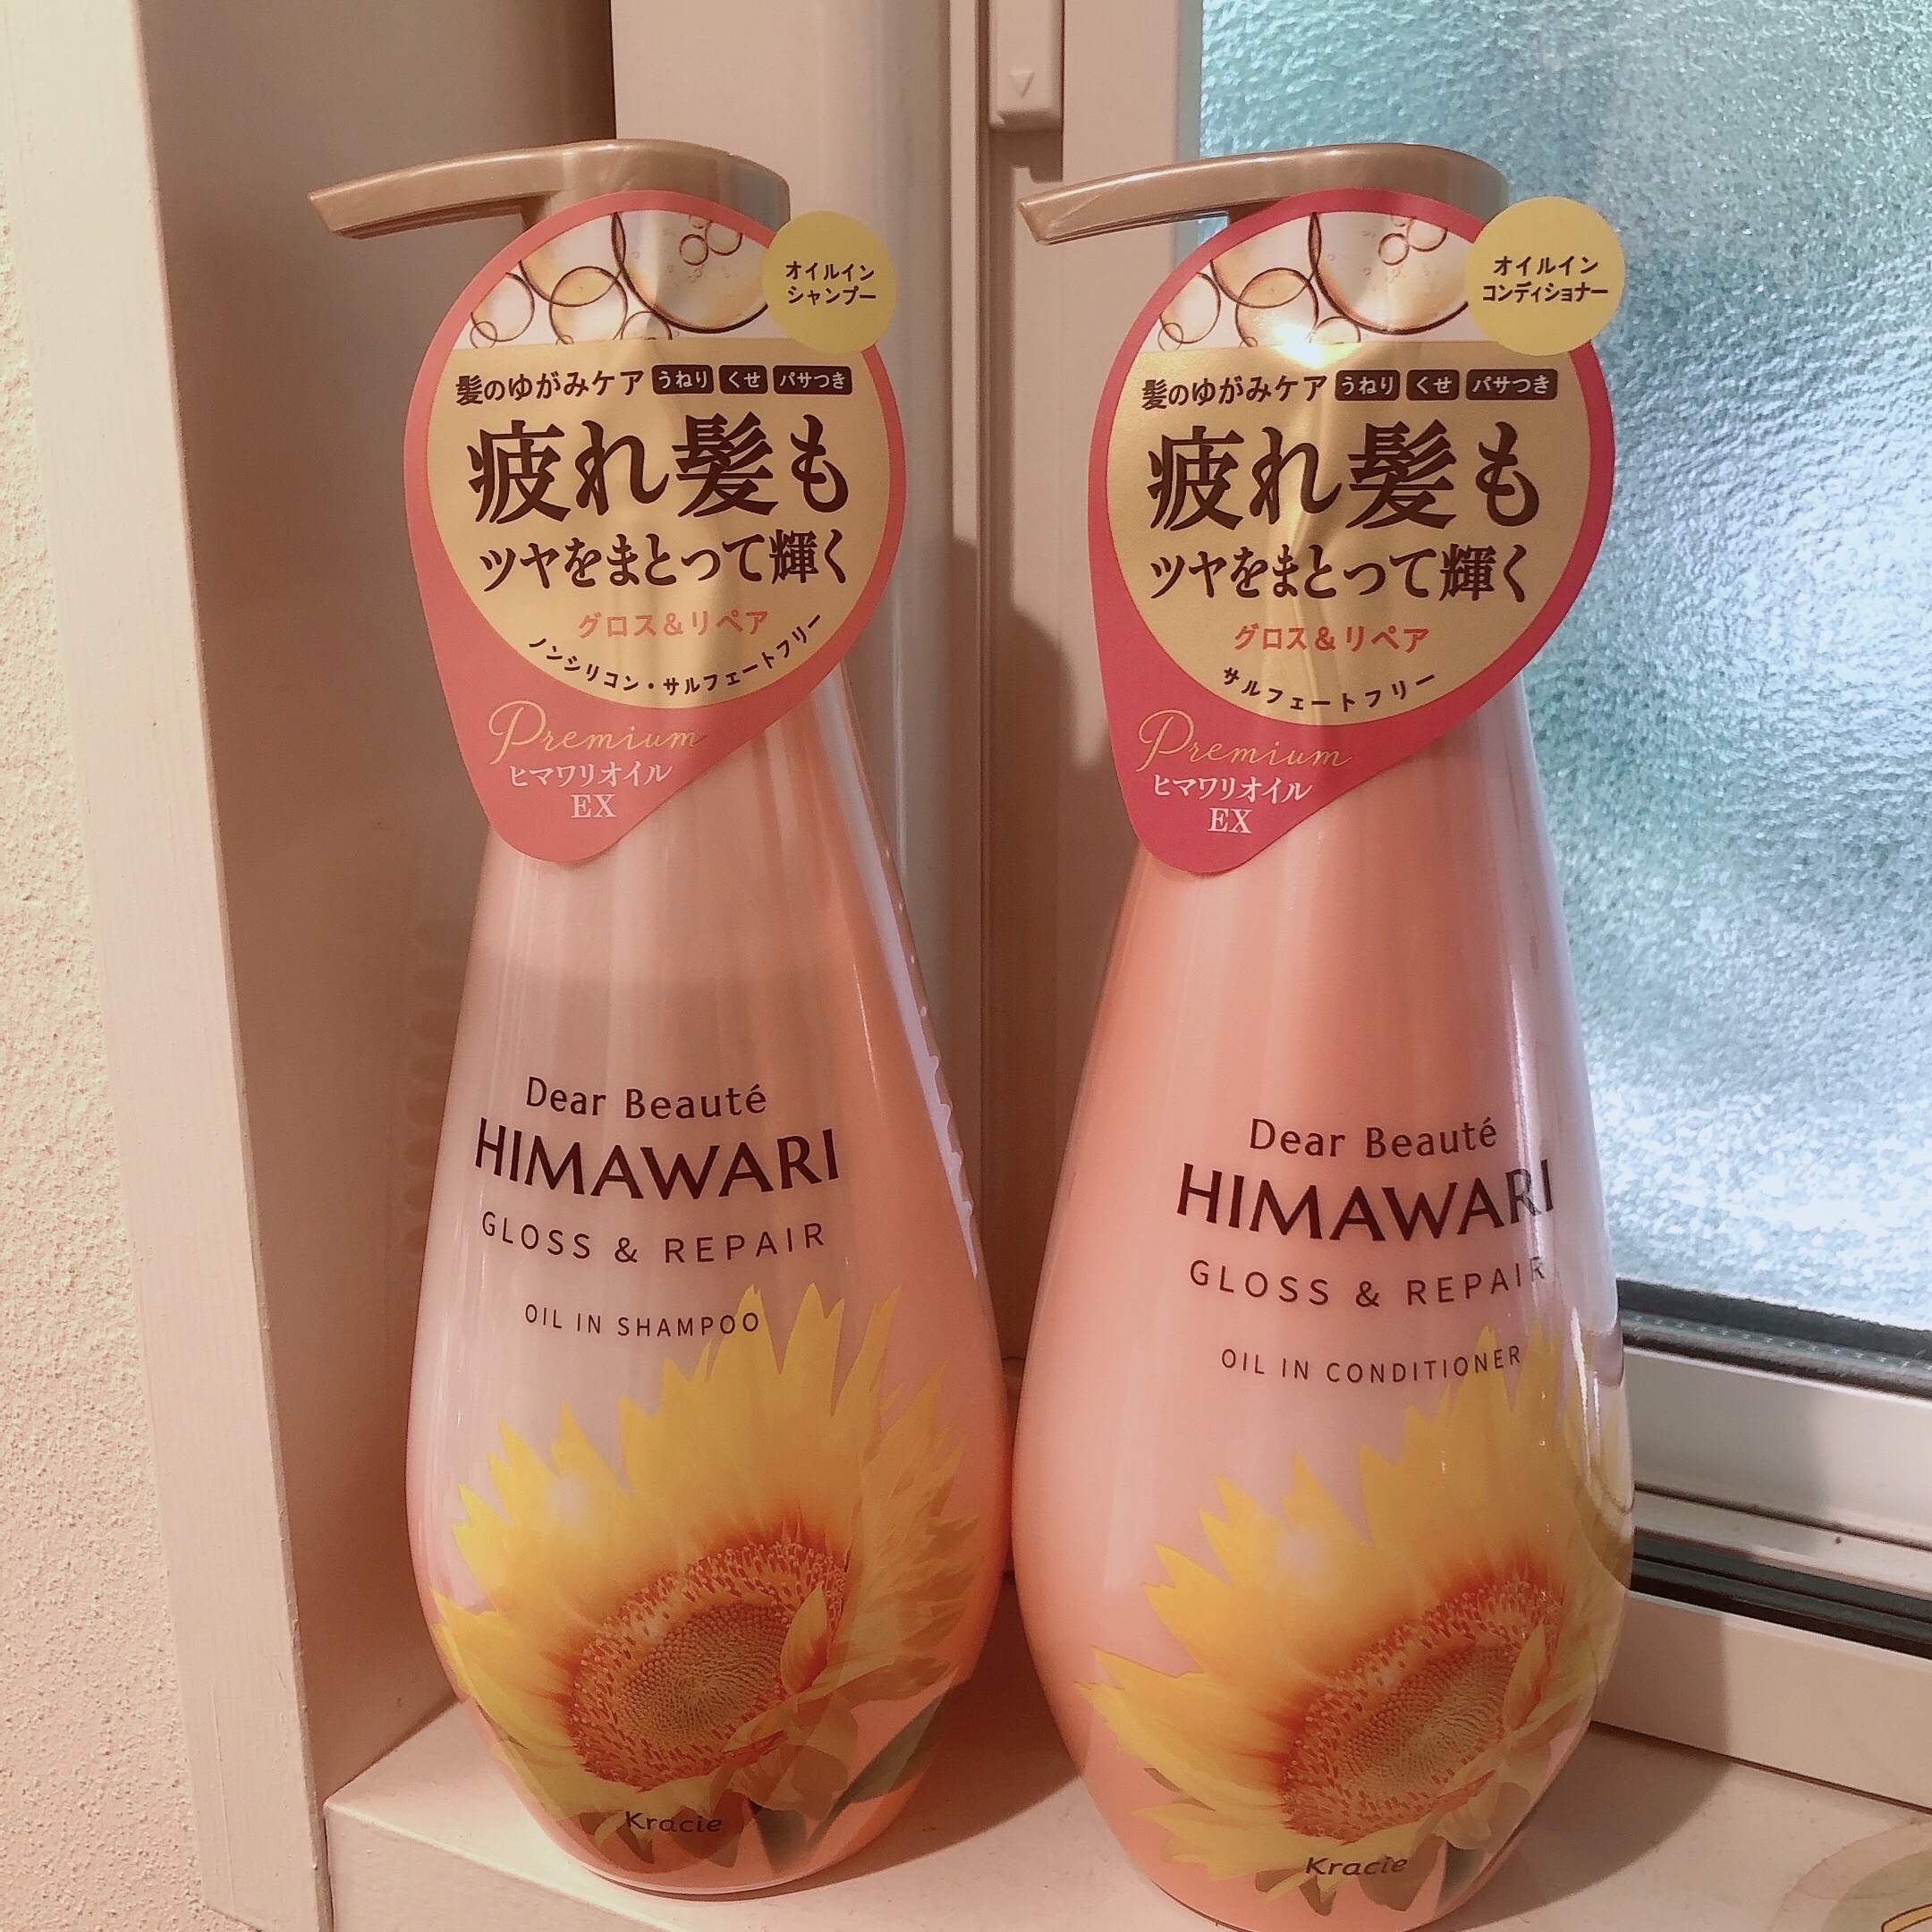 オイルイン
シャンプー
髪のゆがみケア うねり くせ パサつき
疲れ髪も
ツヤをまとって輝く
グロス&リペア
ノンシリコン・サルフェートフリー
Premium
ヒマワリオイル
EX
Dear Beauté
HIMAWARI
GLOSS & REPAIR
OIL IN SHAMPOO
Kracie
オイルイン
コンディショナー
髪のゆがみケア うねり くせ パサつき
疲れ髪も
ツヤをまとって輝く
グロス&リペア
サルフェートフリー
Premium
ヒマワリオイル
EX
Dear Beauté
HIMAWARI
GLOSS & REPAIR
OIL IN CONDITIONER
Kracie